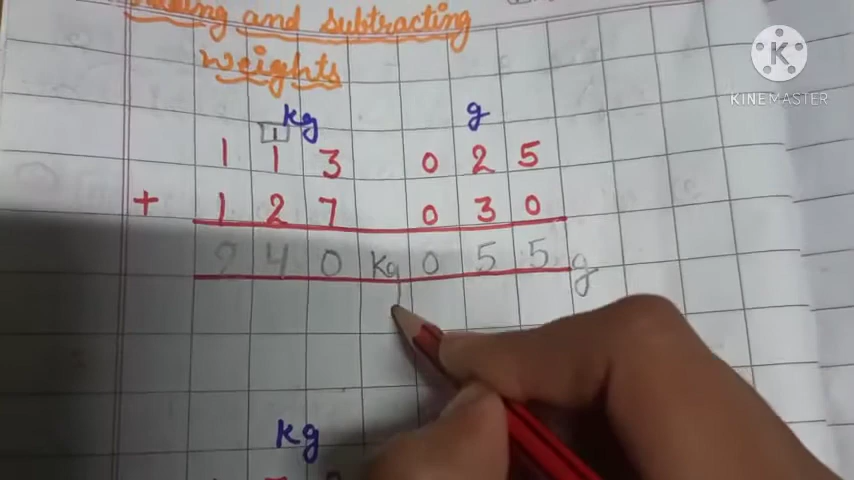 and subtracting
weights
K
KINEMASTER
kg g
1
1 1 3 0 2 5
+ 1 2 7 0 3 0
2 4 0 kg 0 5 5 g
kg